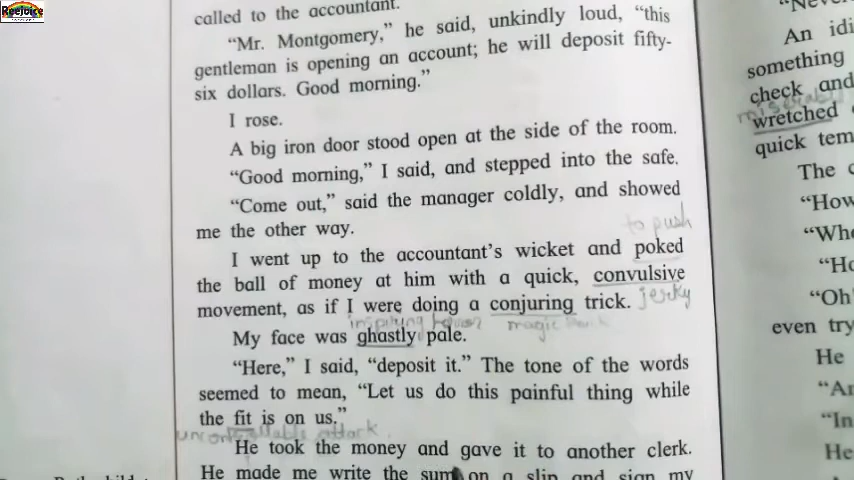 Reejoice
called to the accountant.
“Mr. Montgomery,” he said, unkindly loud, “this
gentleman is opening an account; he will deposit fifty-
six dollars. Good morning.”
I rose.
A big iron door stood open at the side of the room.
“Good morning,” I said, and stepped into the safe.
“Come out,” said the manager coldly, and showed
me the other way.
to push
I went up to the accountant’s wicket and poked
the ball of money at him with a quick, convulsive
movement, as if I were doing a conjuring trick.
jerky
magic
My face was ghastly pale.
“Here,” I said, “deposit it.” The tone of the words
seemed to mean, “Let us do this painful thing while
the fit is on us.”
uncontrollable attack
He took the money and gave it to another clerk.
He made me write the sum on a slip and sign my
An idi
something
check and
wretched
quick tem
The
“How
“Whe
“Ho
“Oh’
even try
He
“An
“In
He